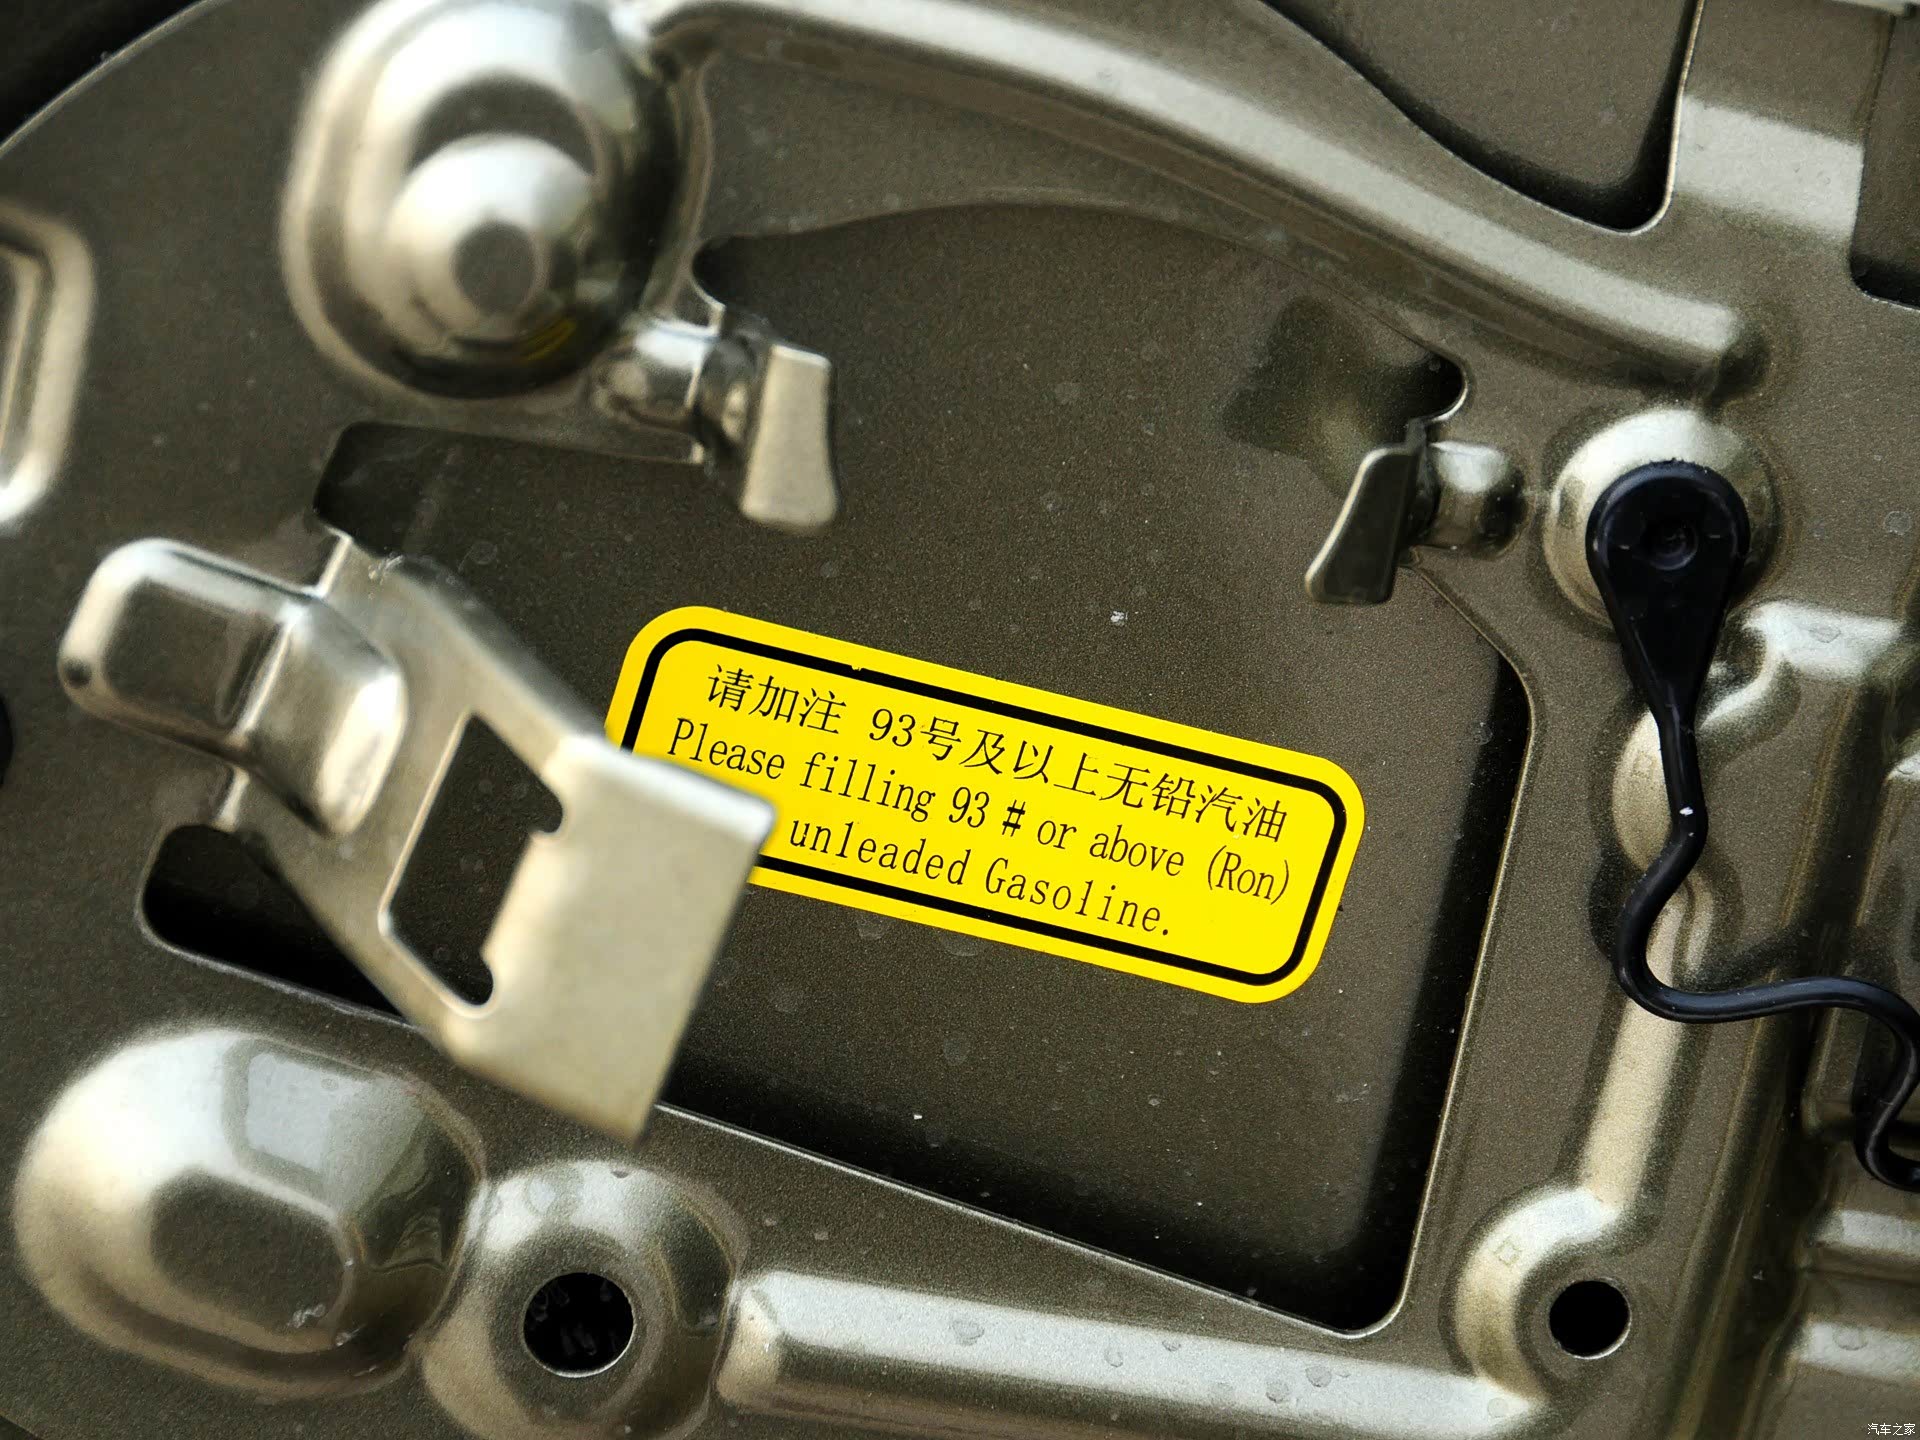 请加注 93号及以上无铅汽油
Please filling 93 # or above (Ron)
unleaded Gasoline.
汽车之家